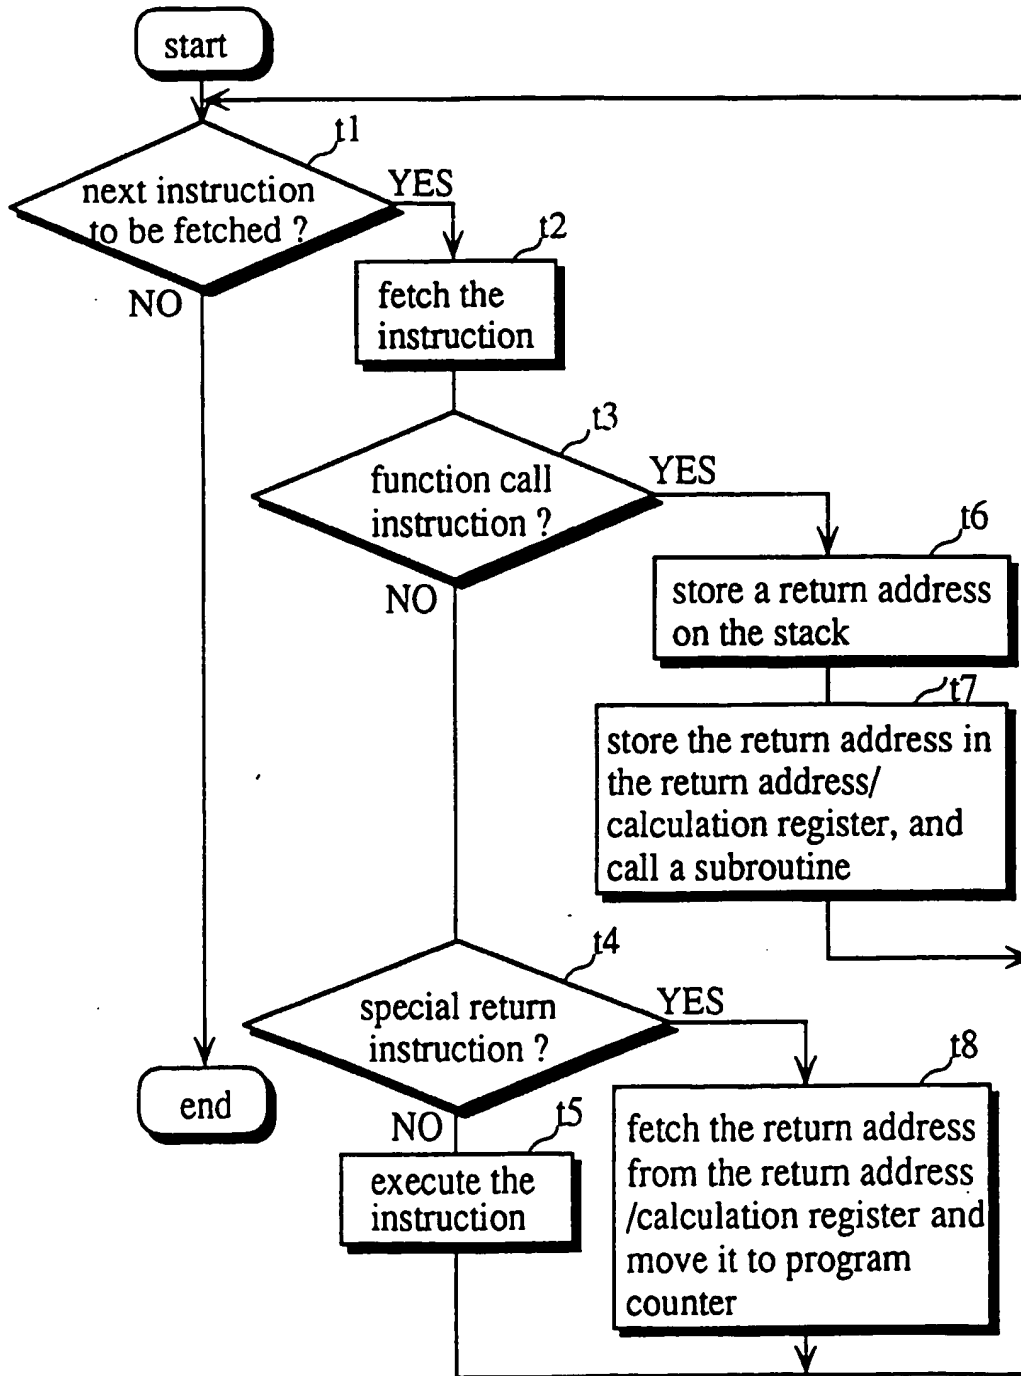 start
t1
next instruction
to be fetched ?
YES
NO
t2
fetch the
instruction
t3
function call
instruction ?
YES
NO
t6
store a return address
on the stack
t7
store the return address in
the return address/
calculation register, and
call a subroutine
t4
special return
instruction ?
YES
NO
end
t5
execute the
instruction
t8
fetch the return address
from the return address
/calculation register and
move it to program
counter